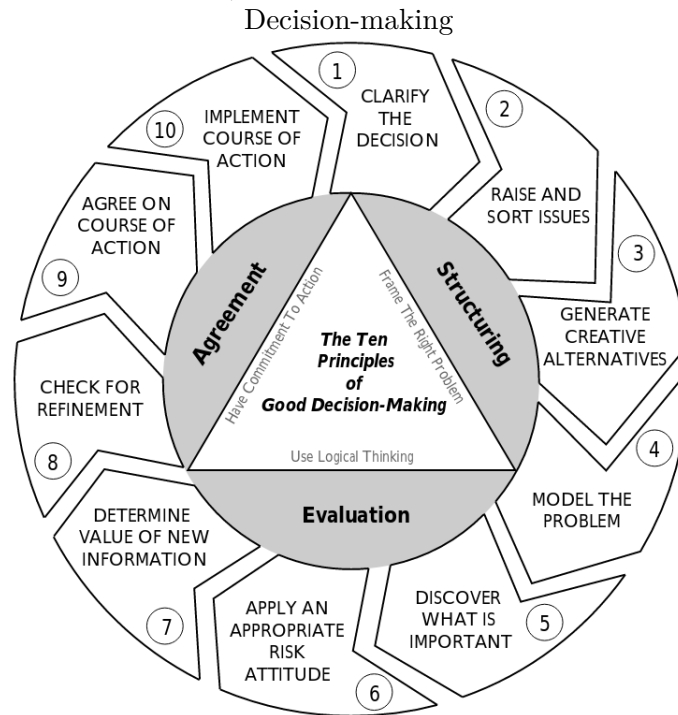 Decision-making
1
CLARIFY
THE
DECISION
2
RAISE AND
SORT ISSUES
3
GENERATE
CREATIVE
ALTERNATIVES
4
MODEL THE
PROBLEM
5
DISCOVER
WHAT IS
IMPORTANT
6
APPLY AN
APPROPRIATE
RISK
ATTITUDE
7
DETERMINE
VALUE OF NEW
INFORMATION
8
CHECK FOR
REFINEMENT
9
AGREE ON
COURSE OF
ACTION
10
IMPLEMENT
COURSE OF
ACTION
Agreement
Structuring
Evaluation
Have Commitment To Action
Frame The Right Problem
Use Logical Thinking
The Ten
Principles
of
Good Decision-Making